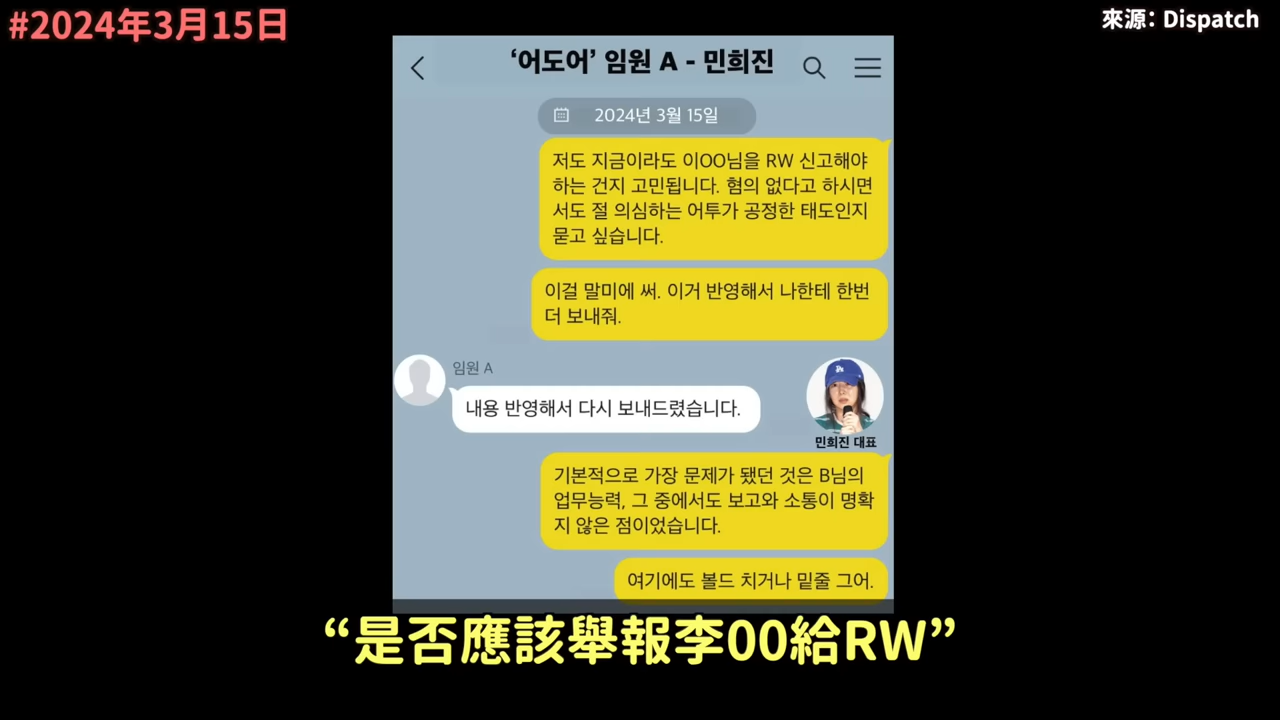 #2024年3月15日
來源: Dispatch
‘어도어’ 임원 A - 민희진
2024년 3월 15일
저도 지금이라도 이OO님을 RW 신고해야
하는 건지 고민됩니다. 혐의 없다고 하시면
서도 절 의심하는 어투가 공정한 태도인지
묻고 싶습니다.
이걸 말미에 써. 이거 반영해서 나한테 한번
더 보내줘.
임원 A
내용 반영해서 다시 보내드렸습니다.
민희진 대표
기본적으로 가장 문제가 됐던 것은 B님의
업무능력, 그 중에서도 보고와 소통이 명확
지 않은 점이었습니다.
여기에도 볼드 치거나 밑줄 그어.
“是否應該舉報李00給RW”